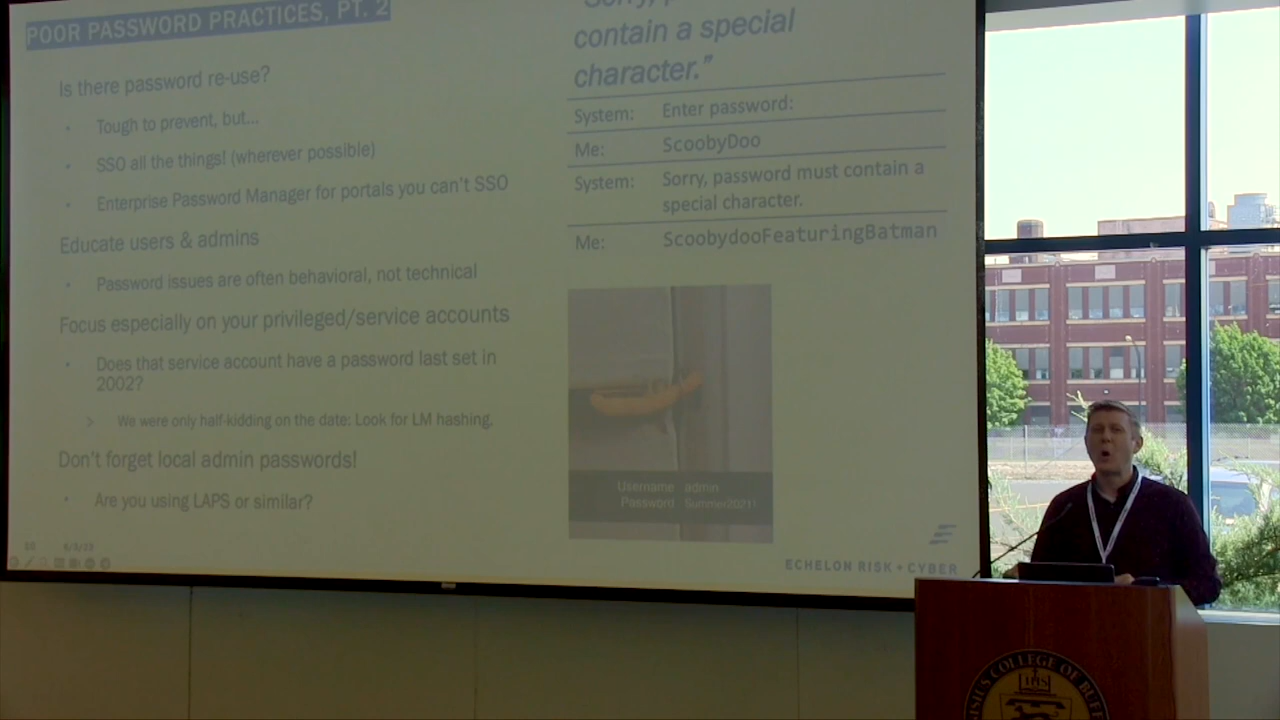 POOR PASSWORD PRACTICES, PT. 2
Is there password re-use?
• Tough to prevent, but...
• SSO all the things! (wherever possible)
• Enterprise Password Manager for portals you can't SSO
Educate users & admins
• Password issues are often behavioral, not technical
Focus especially on your privileged/service accounts
• Does that service account have a password last set in
2002?
> We were only half-kidding on the date: Look for LM hashing.
Don't forget local admin passwords!
• Are you using LAPS or similar?
contain a special
character."
System: Enter password:
Me: ScoobyDoo
System: Sorry, password must contain a
special character.
Me: ScoobydooFeaturingBatman
Username admin
Password Summer2021!
ECHELON RISK + CYBER
COLLEGE OF
IHS